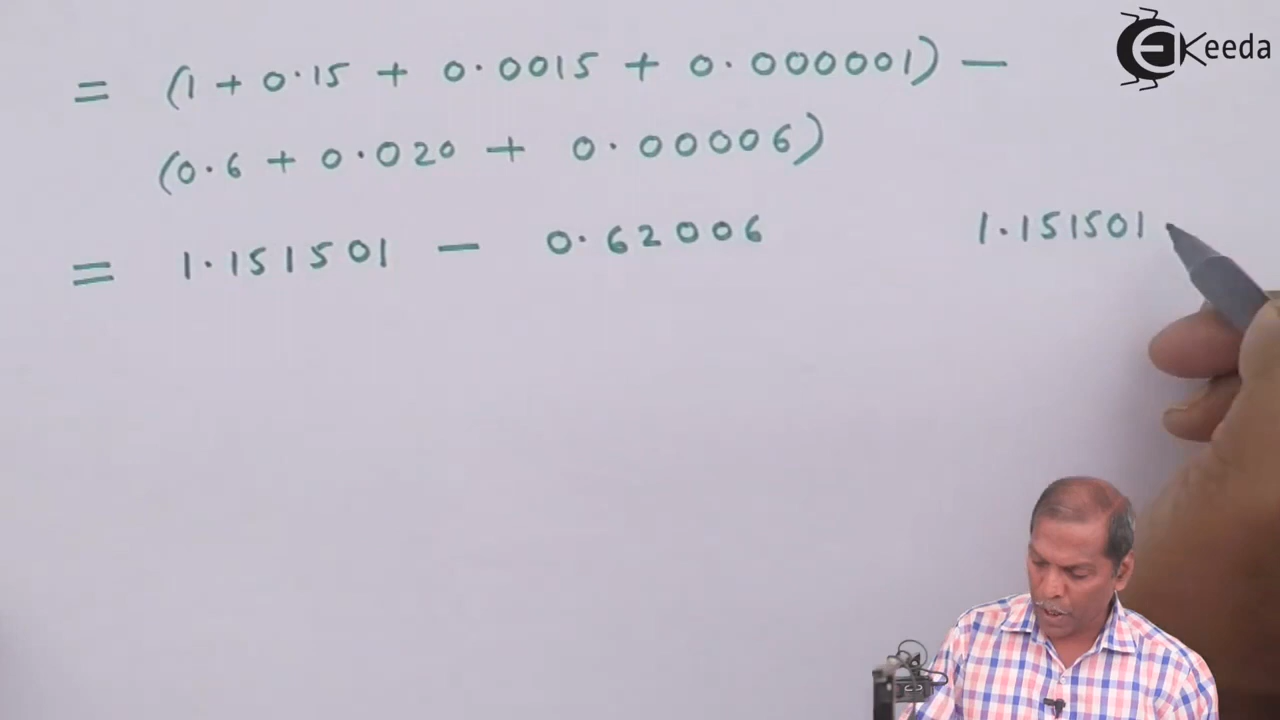 = (1 + 0.15 + 0.0015 + 0.000001) -
(0.6 + 0.020 + 0.00006)
= 1.151501 - 0.62006
1.151501
Ekeeda